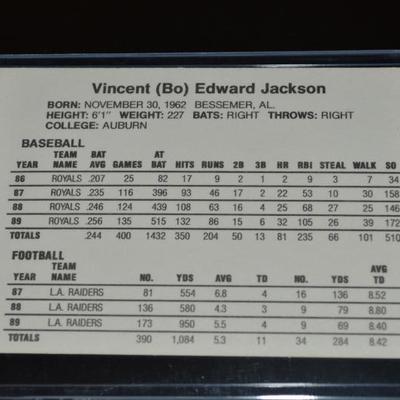 Vincent (Bo) Edward Jackson
BORN: NOVEMBER 30, 1962 BESSEMER, AL.
HEIGHT: 6'1" WEIGHT: 227 BATS: RIGHT THROWS: RIGHT
COLLEGE: AUBURN
BASEBALL
YEAR TEAM NAME BAT AVG GAMES AT BAT HITS RUNS 2B 3B HR RBI STEAL WALK SO
86 ROYALS .207 25 82 17 9 2 1 2 9 3 7 34
87 ROYALS .235 116 396 93 46 17 2 22 53 10 30 158
88 ROYALS .246 124 439 108 63 16 4 25 68 27 25 146
89 ROYALS .256 135 515 132 86 15 6 32 105 26 39 172
TOTALS .244 400 1432 350 204 50 13 81 235 66 101 510
FOOTBALL
YEAR TEAM NAME NO. YDS AVG TD NO. YDS AVG TD
87 L.A. RAIDERS 81 554 6.8 4 16 136 8.52
88 L.A. RAIDERS 136 580 4.3 3 9 79 8.80
89 L.A. RAIDERS 173 950 5.5 4 9 69 8.40
TOTALS 390 1,084 5.3 11 34 284 8.42